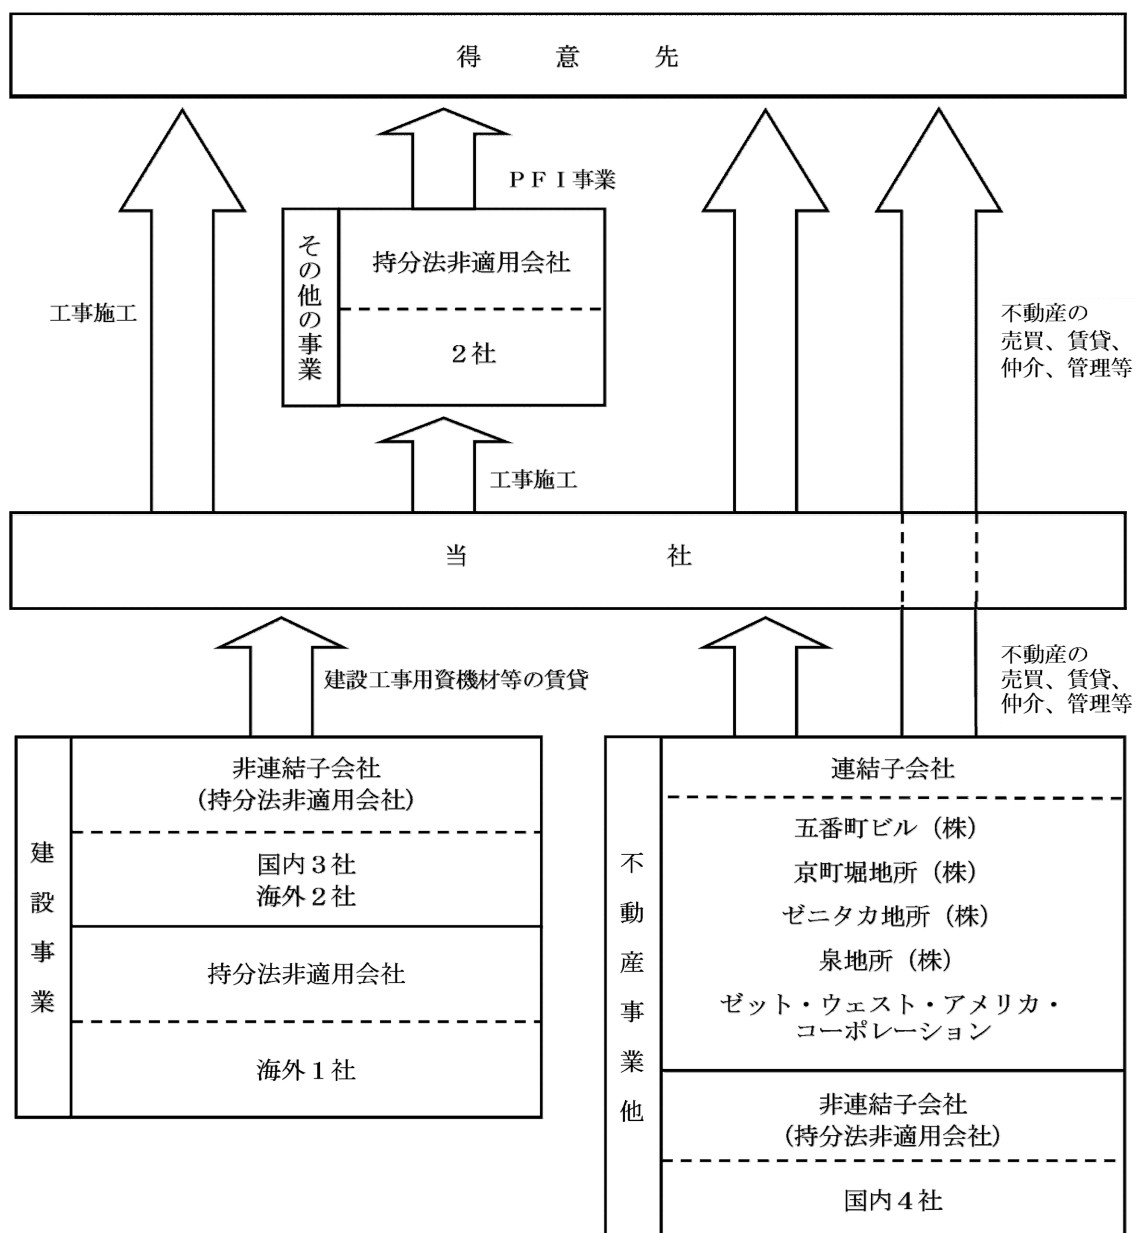 得意先
PFI事業
その他の事業
持分法非適用会社
2社
工事施工
不動産の
売買、賃貸、
仲介、管理等
工事施工
当社
建設工事用資機材等の賃貸
不動産の
売買、賃貸、
仲介、管理等
建設事業
非連結子会社
(持分法非適用会社)
国内3社
海外2社
持分法非適用会社
海外1社
不動産事業他
連結子会社
五番町ビル(株)
京町堀地所(株)
ゼニタカ地所(株)
泉地所(株)
ゼット・ウェスト・アメリカ・
コーポレーション
非連結子会社
(持分法非適用会社)
国内4社